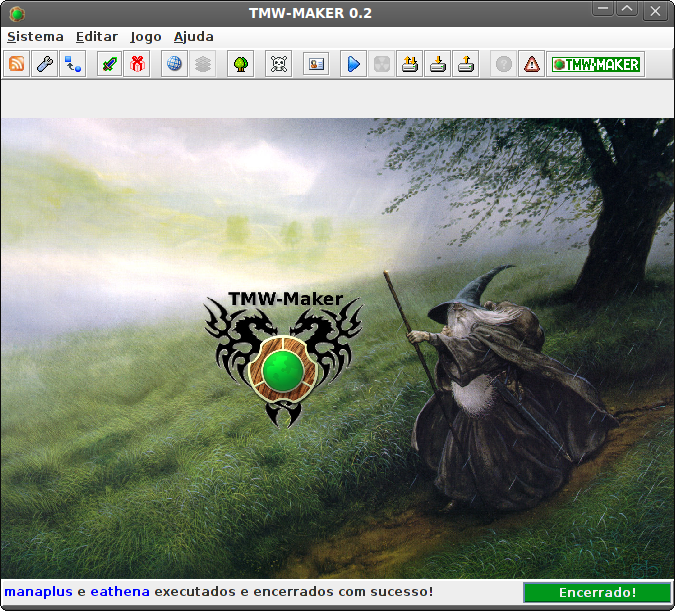 TMW-MAKER 0.2
Sistema Editar Jogo Ajuda
TMW-MAKER
TMW-Maker
manaplus e eathena executados e encerrados com sucesso!
Encerrado!